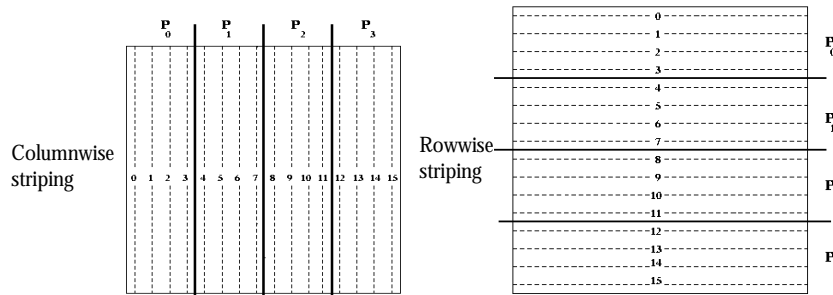 P0 P1 P2 P3
Columnwise
striping
0 1 2 3 4 5 6 7 8 9 10 11 12 13 14 15
Rowwise
striping
0
1
2
3
4
5
6
7
8
9
10
11
12
13
14
15
P0
P1
P
P